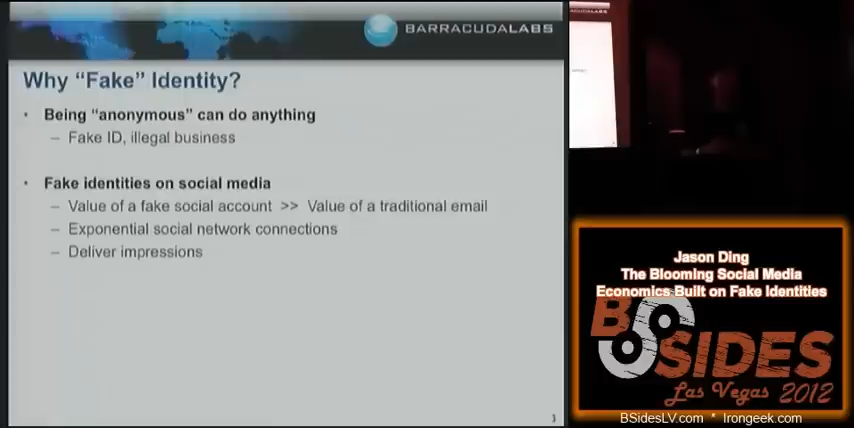 BARRACUDALABS
Why "Fake" Identity?
• Being "anonymous" can do anything
– Fake ID, illegal business
• Fake identities on social media
– Value of a fake social account >> Value of a traditional email
– Exponential social network connections
– Deliver impressions
3
Jason Ding
The Blooming Social Media
Economics Built on Fake Identities
BSIDES
Las Vegas 2012
BSidesLV.com * Irongeek.com